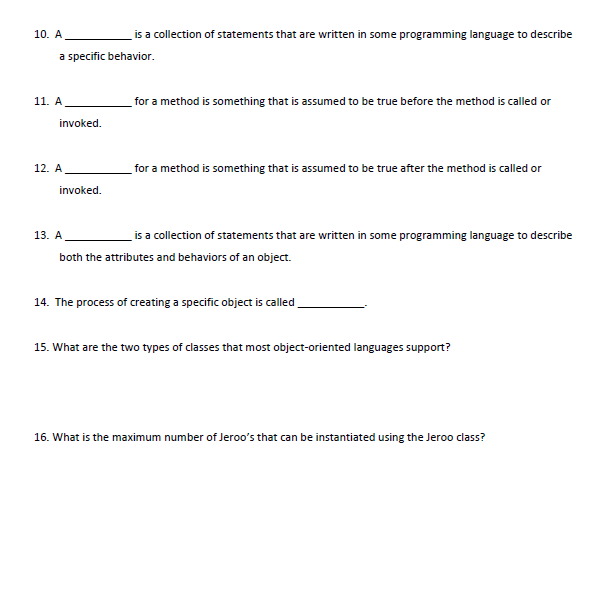 10. A ____________ is a collection of statements that are written in some programming language to describe
a specific behavior.
11. A ____________ for a method is something that is assumed to be true before the method is called or
invoked.
12. A ____________ for a method is something that is assumed to be true after the method is called or
invoked.
13. A ____________ is a collection of statements that are written in some programming language to describe
both the attributes and behaviors of an object.
14. The process of creating a specific object is called ____________.
15. What are the two types of classes that most object-oriented languages support?
16. What is the maximum number of Jeroo’s that can be instantiated using the Jeroo class?